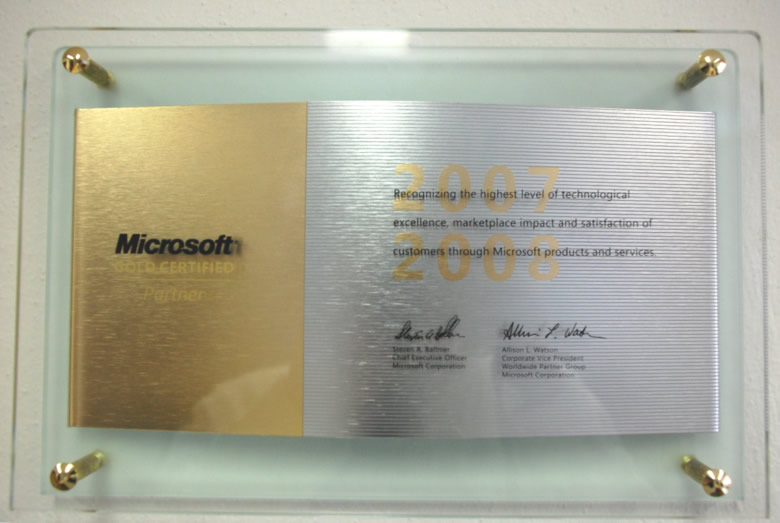 Microsoft
GOLD CERTIFIED
Partner
2007
Recognizing the highest level of technological
excellence, marketplace impact and satisfaction of
customers through Microsoft products and services.
2008
Steven A. Ballmer
Chief Executive Officer
Microsoft Corporation
Allison L. Watson
Corporate Vice President
Worldwide Partner Group
Microsoft Corporation